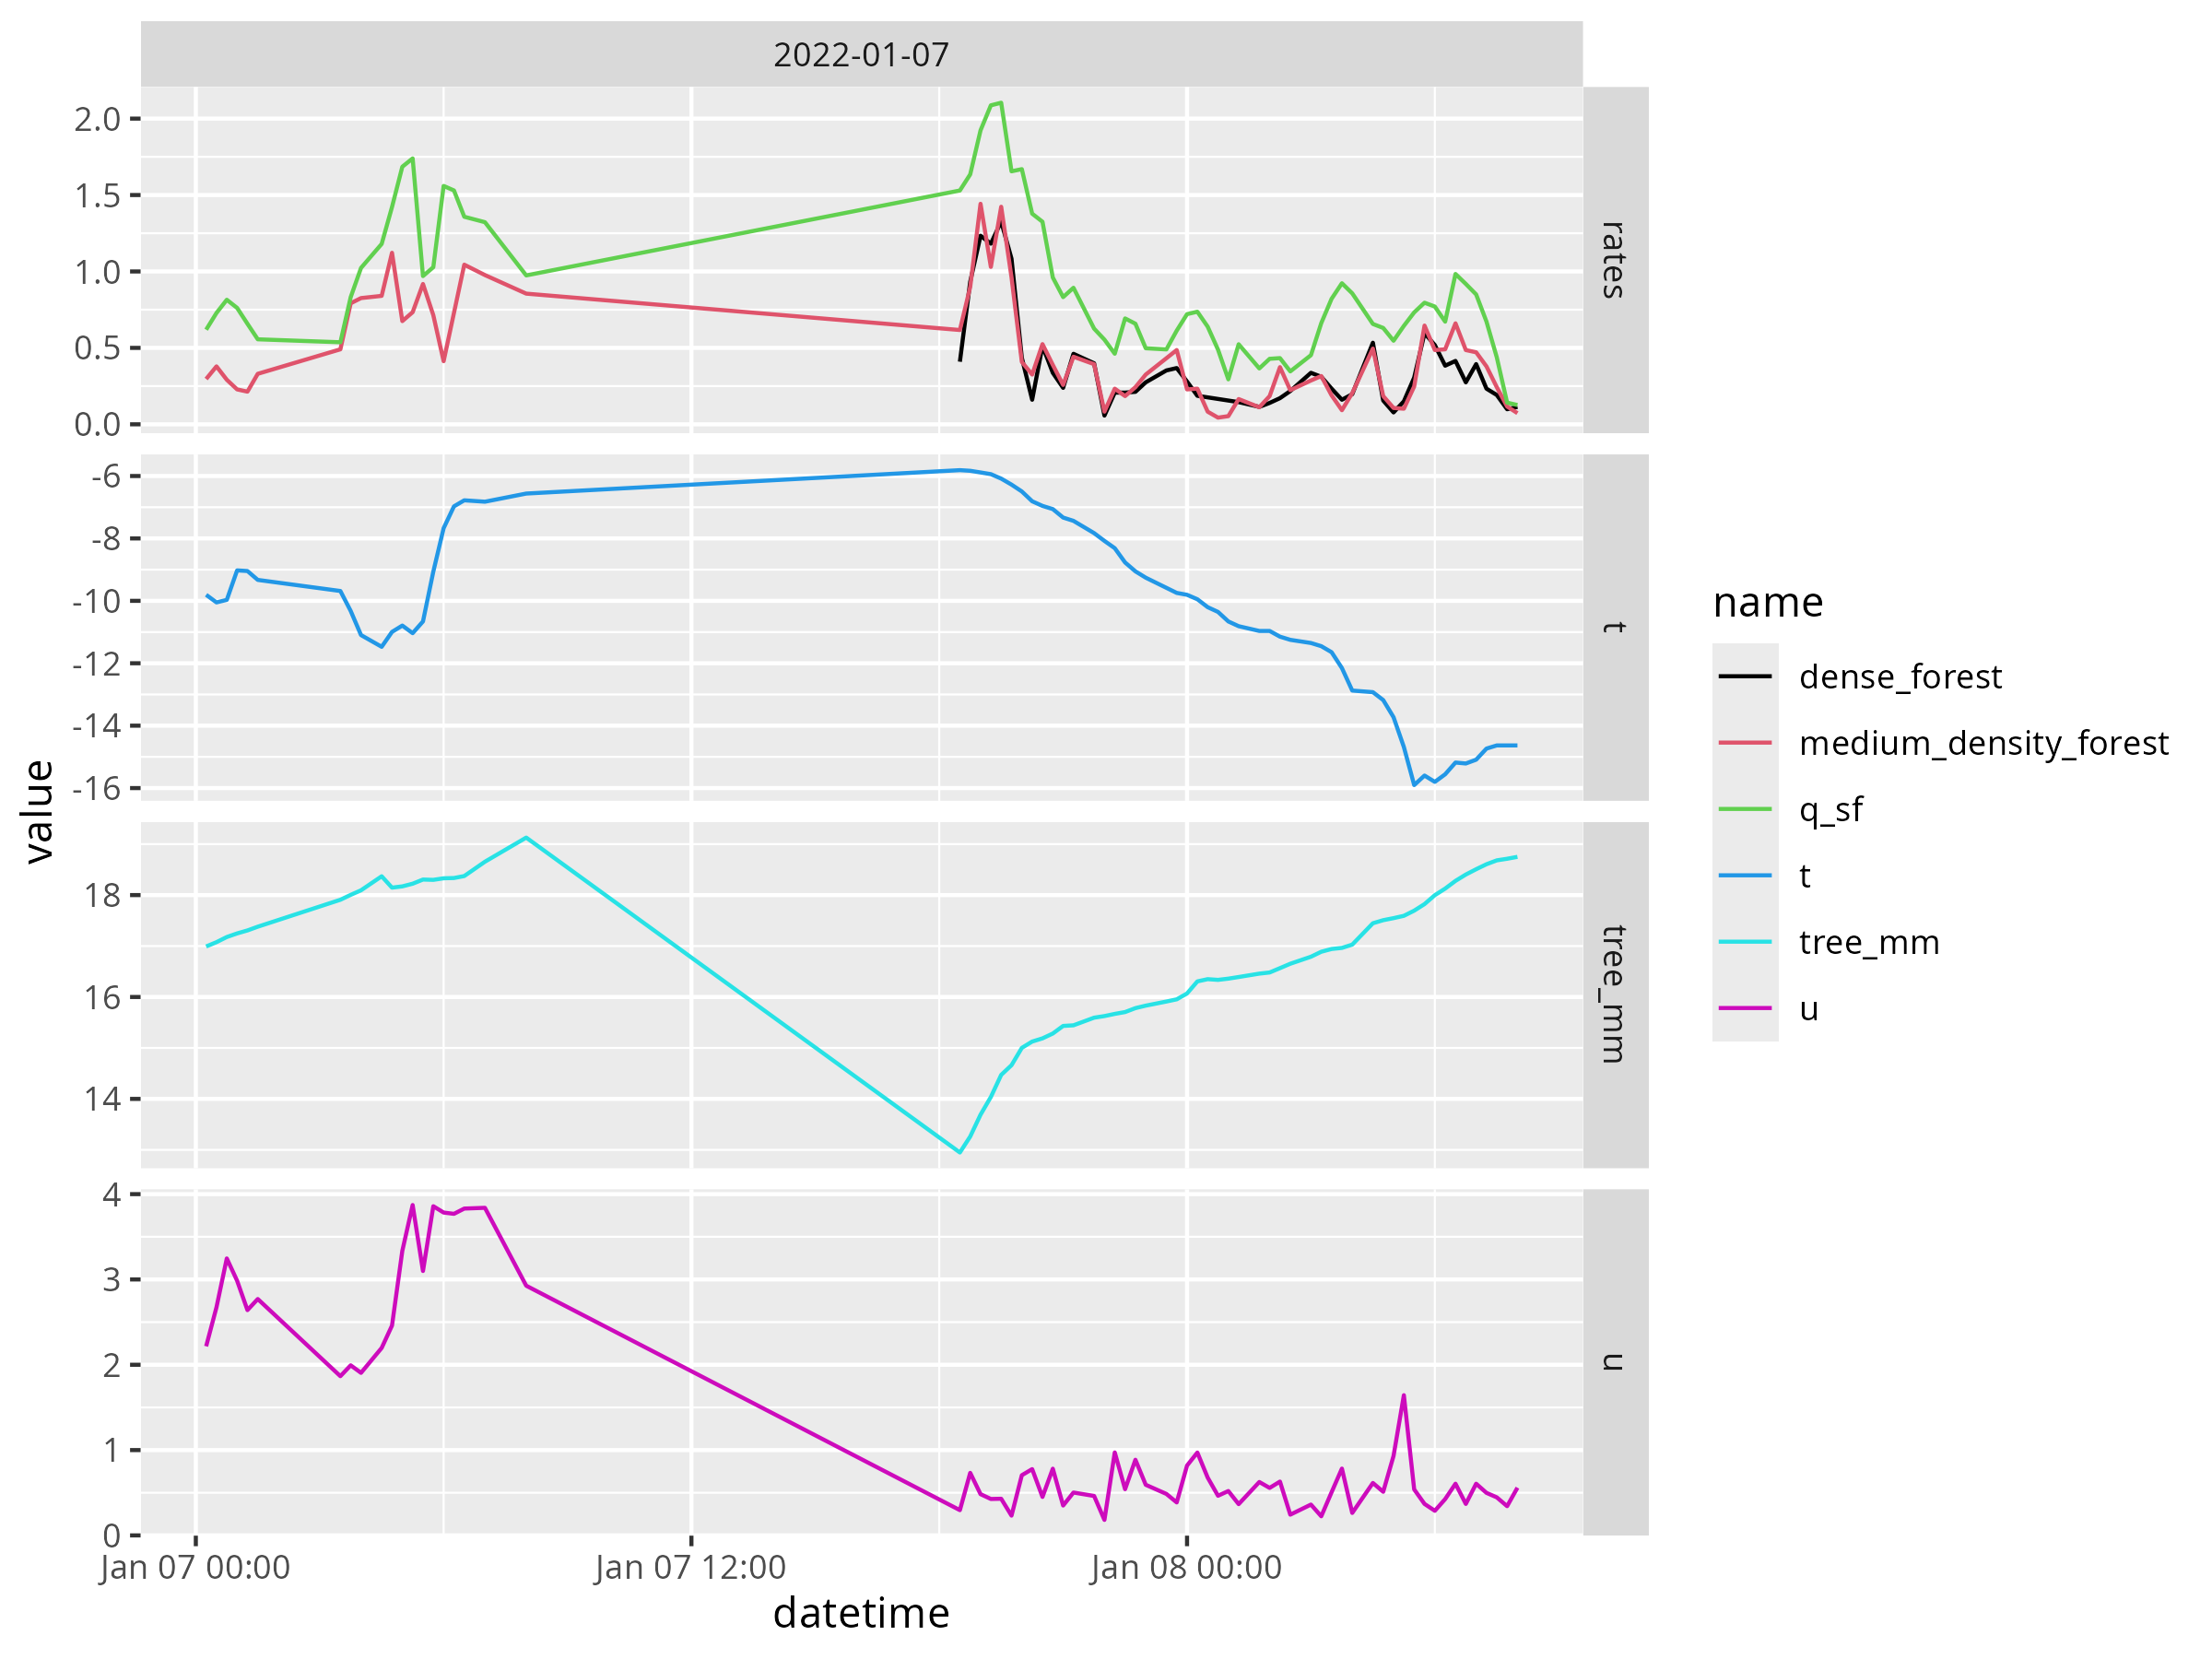 2022-01-07
2.0
1.5
1.0
0.5
0.0
rates
-6
-8
-10
-12
-14
-16
t
18
16
14
tree_mm
4
3
2
1
0
u
Jan 07 00:00
Jan 07 12:00
Jan 08 00:00
datetime
value
name
dense_forest
medium_density_forest
q_sf
t
tree_mm
u